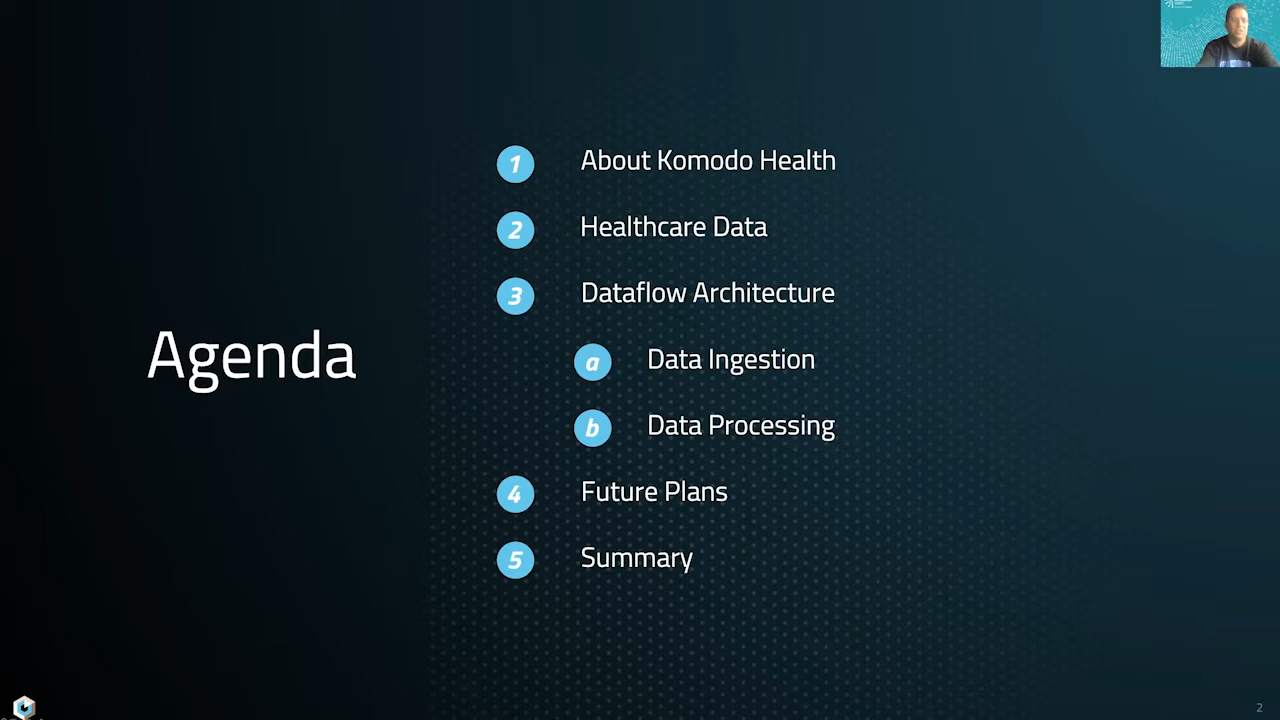 Agenda
1 About Komodo Health
2 Healthcare Data
3 Dataflow Architecture
a Data Ingestion
b Data Processing
4 Future Plans
5 Summary
2